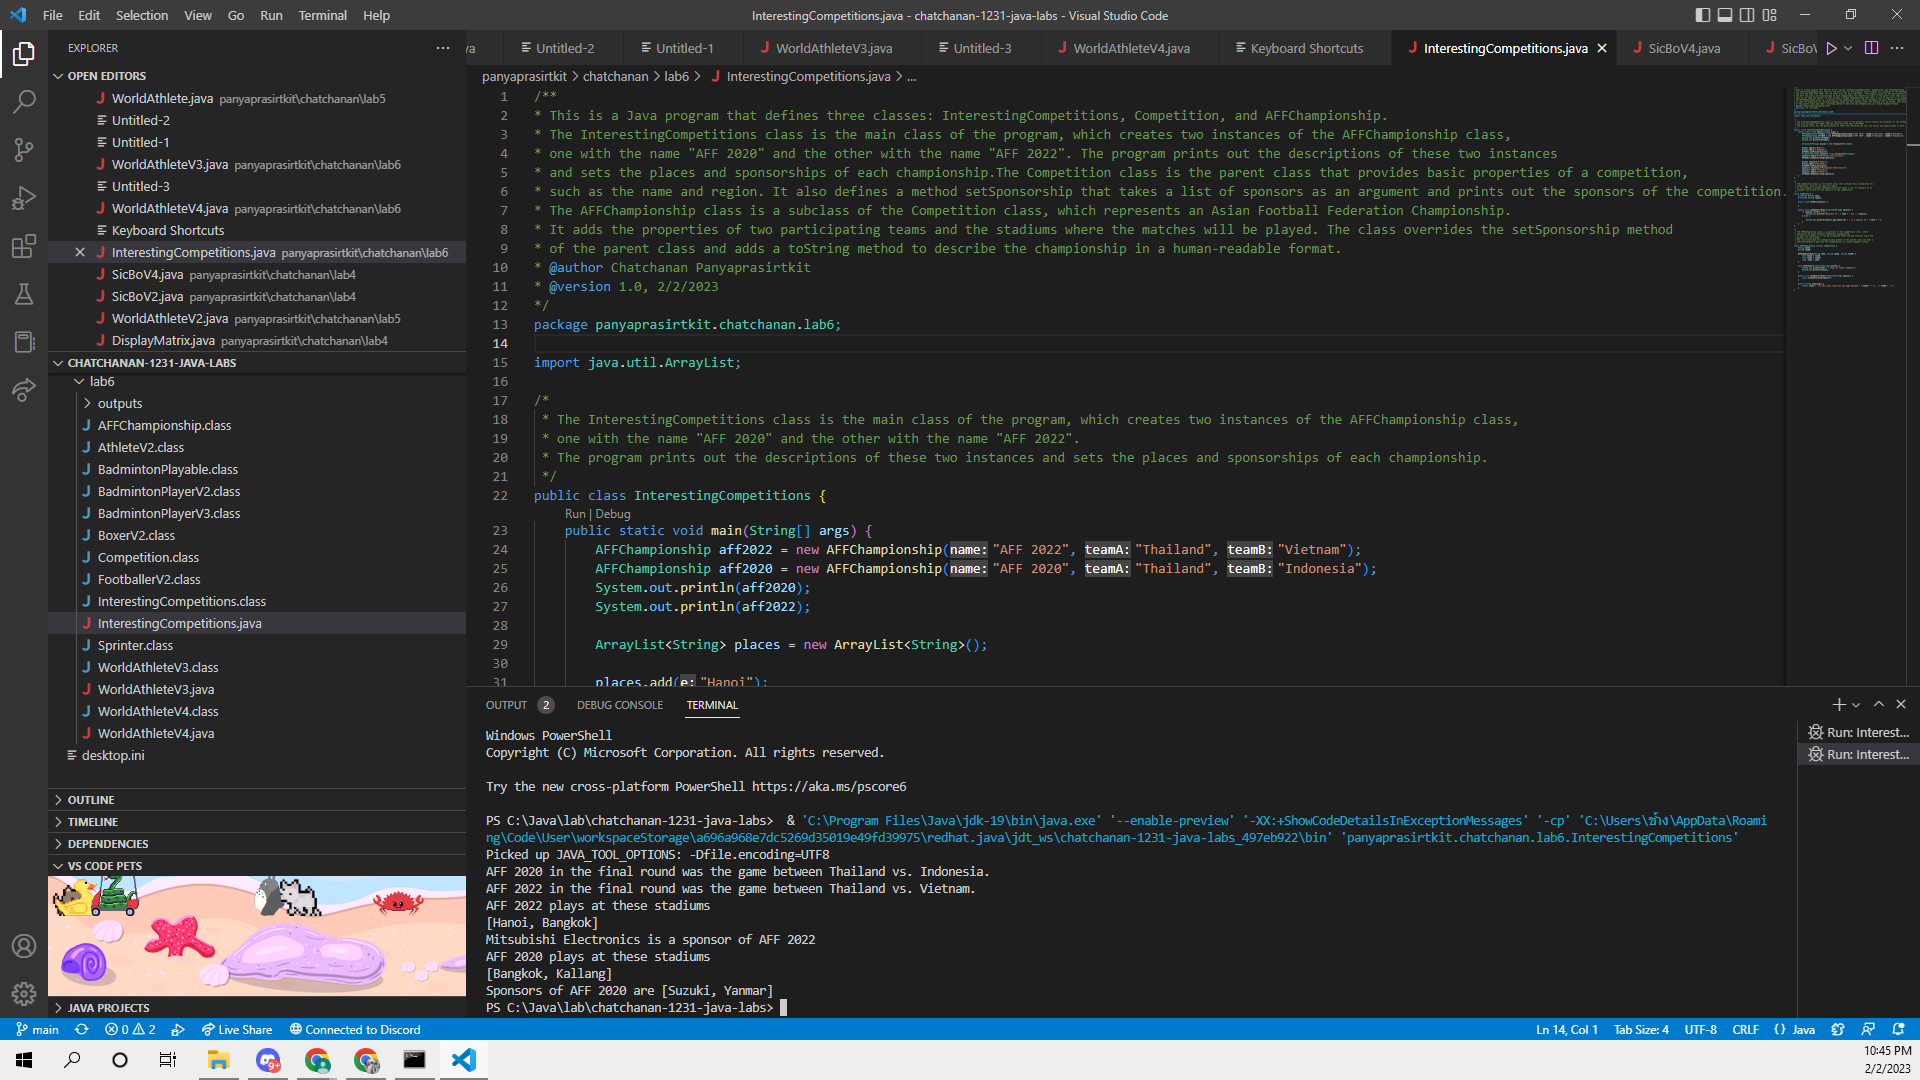 File Edit Selection View Go Run Terminal Help
InterestingCompetitions.java - chatchanan-1231-java-labs - Visual Studio Code
EXPLORER
OPEN EDITORS
WorldAthlete.java panyaprasirtkit\chatchanan\lab5
Untitled-2
Untitled-1
WorldAthleteV3.java panyaprasirtkit\chatchanan\lab6
Untitled-3
WorldAthleteV4.java panyaprasirtkit\chatchanan\lab6
Keyboard Shortcuts
InterestingCompetitions.java panyaprasirtkit\chatchanan\lab6
SicBoV4.java panyaprasirtkit\chatchanan\lab4
SicBoV2.java panyaprasirtkit\chatchanan\lab4
WorldAthleteV2.java panyaprasirtkit\chatchanan\lab5
DisplayMatrix.java panyaprasirtkit\chatchanan\lab4
CHATCHANAN-1231-JAVA-LABS
lab6
outputs
AFFChampionship.class
AthleteV2.class
BadmintonPlayable.class
BadmintonPlayerV2.class
BadmintonPlayerV3.class
BoxerV2.class
Competition.class
FootballerV2.class
InterestingCompetitions.class
InterestingCompetitions.java
Sprinter.class
WorldAthleteV3.class
WorldAthleteV3.java
WorldAthleteV4.class
WorldAthleteV4.java
desktop.ini
OUTLINE
TIMELINE
DEPENDENCIES
VS CODE PETS
JAVA PROJECTS
va Untitled-2 Untitled-1 WorldAthleteV3.java Untitled-3 WorldAthleteV4.java Keyboard Shortcuts InterestingCompetitions.java SicBoV4.java SicBoV
panyaprasirtkit > chatchanan > lab6 > InterestingCompetitions.java > ...
1 /**
2 * This is a Java program that defines three classes: InterestingCompetitions, Competition, and AFFChampionship.
3 * The InterestingCompetitions class is the main class of the program, which creates two instances of the AFFChampionship class,
4 * one with the name "AFF 2020" and the other with the name "AFF 2022". The program prints out the descriptions of these two instances
5 * and sets the places and sponsorships of each championship.The Competition class is the parent class that provides basic properties of a competition,
6 * such as the name and region. It also defines a method setSponsorship that takes a list of sponsors as an argument and prints out the sponsors of the competition.
7 * The AFFChampionship class is a subclass of the Competition class, which represents an Asian Football Federation Championship.
8 * It adds the properties of two participating teams and the stadiums where the matches will be played. The class overrides the setSponsorship method
9 * of the parent class and adds a toString method to describe the championship in a human-readable format.
10 * @author Chatchanan Panyaprasirtkit
11 * @version 1.0, 2/2/2023
12 */
13 package panyaprasirtkit.chatchanan.lab6;
14
15 import java.util.ArrayList;
16
17 /*
18 * The InterestingCompetitions class is the main class of the program, which creates two instances of the AFFChampionship class,
19 * one with the name "AFF 2020" and the other with the name "AFF 2022".
20 * The program prints out the descriptions of these two instances and sets the places and sponsorships of each championship.
21 */
22 public class InterestingCompetitions {
Run | Debug
23 public static void main(String[] args) {
24 AFFChampionship aff2022 = new AFFChampionship(name: "AFF 2022", teamA: "Thailand", teamB: "Vietnam");
25 AFFChampionship aff2020 = new AFFChampionship(name: "AFF 2020", teamA: "Thailand", teamB: "Indonesia");
26 System.out.println(aff2020);
27 System.out.println(aff2022);
28
29 ArrayList<String> places = new ArrayList<String>();
30
31 places.add(e: "Hanoi");
OUTPUT 2 DEBUG CONSOLE TERMINAL
Windows PowerShell
Copyright (C) Microsoft Corporation. All rights reserved.
Try the new cross-platform PowerShell https://aka.ms/pscore6
PS C:\Java\lab\chatchanan-1231-java-labs> & 'C:\Program Files\Java\jdk-19\bin\java.exe' '--enable-preview' '-XX:+ShowCodeDetailsInExceptionMessages' '-cp' 'C:\Users\ช้าง\AppData\Roami
ng\Code\User\workspaceStorage\a696a968e7dc5269d35019e49fd39975\redhat.java\jdt_ws\chatchanan-1231-java-labs_497eb922\bin' 'panyaprasirtkit.chatchanan.lab6.InterestingCompetitions'
Picked up JAVA_TOOL_OPTIONS: -Dfile.encoding=UTF8
AFF 2020 in the final round was the game between Thailand vs. Indonesia.
AFF 2022 in the final round was the game between Thailand vs. Vietnam.
AFF 2022 plays at these stadiums
[Hanoi, Bangkok]
Mitsubishi Electronics is a sponsor of AFF 2022
AFF 2020 plays at these stadiums
[Bangkok, Kallang]
Sponsors of AFF 2020 are [Suzuki, Yanmar]
PS C:\Java\lab\chatchanan-1231-java-labs>
Run: Interest...
Run: Interest...
main 0 2 Live Share Connected to Discord
Ln 14, Col 1 Tab Size: 4 UTF-8 CRLF {} Java
9+
10:45 PM
2/2/2023